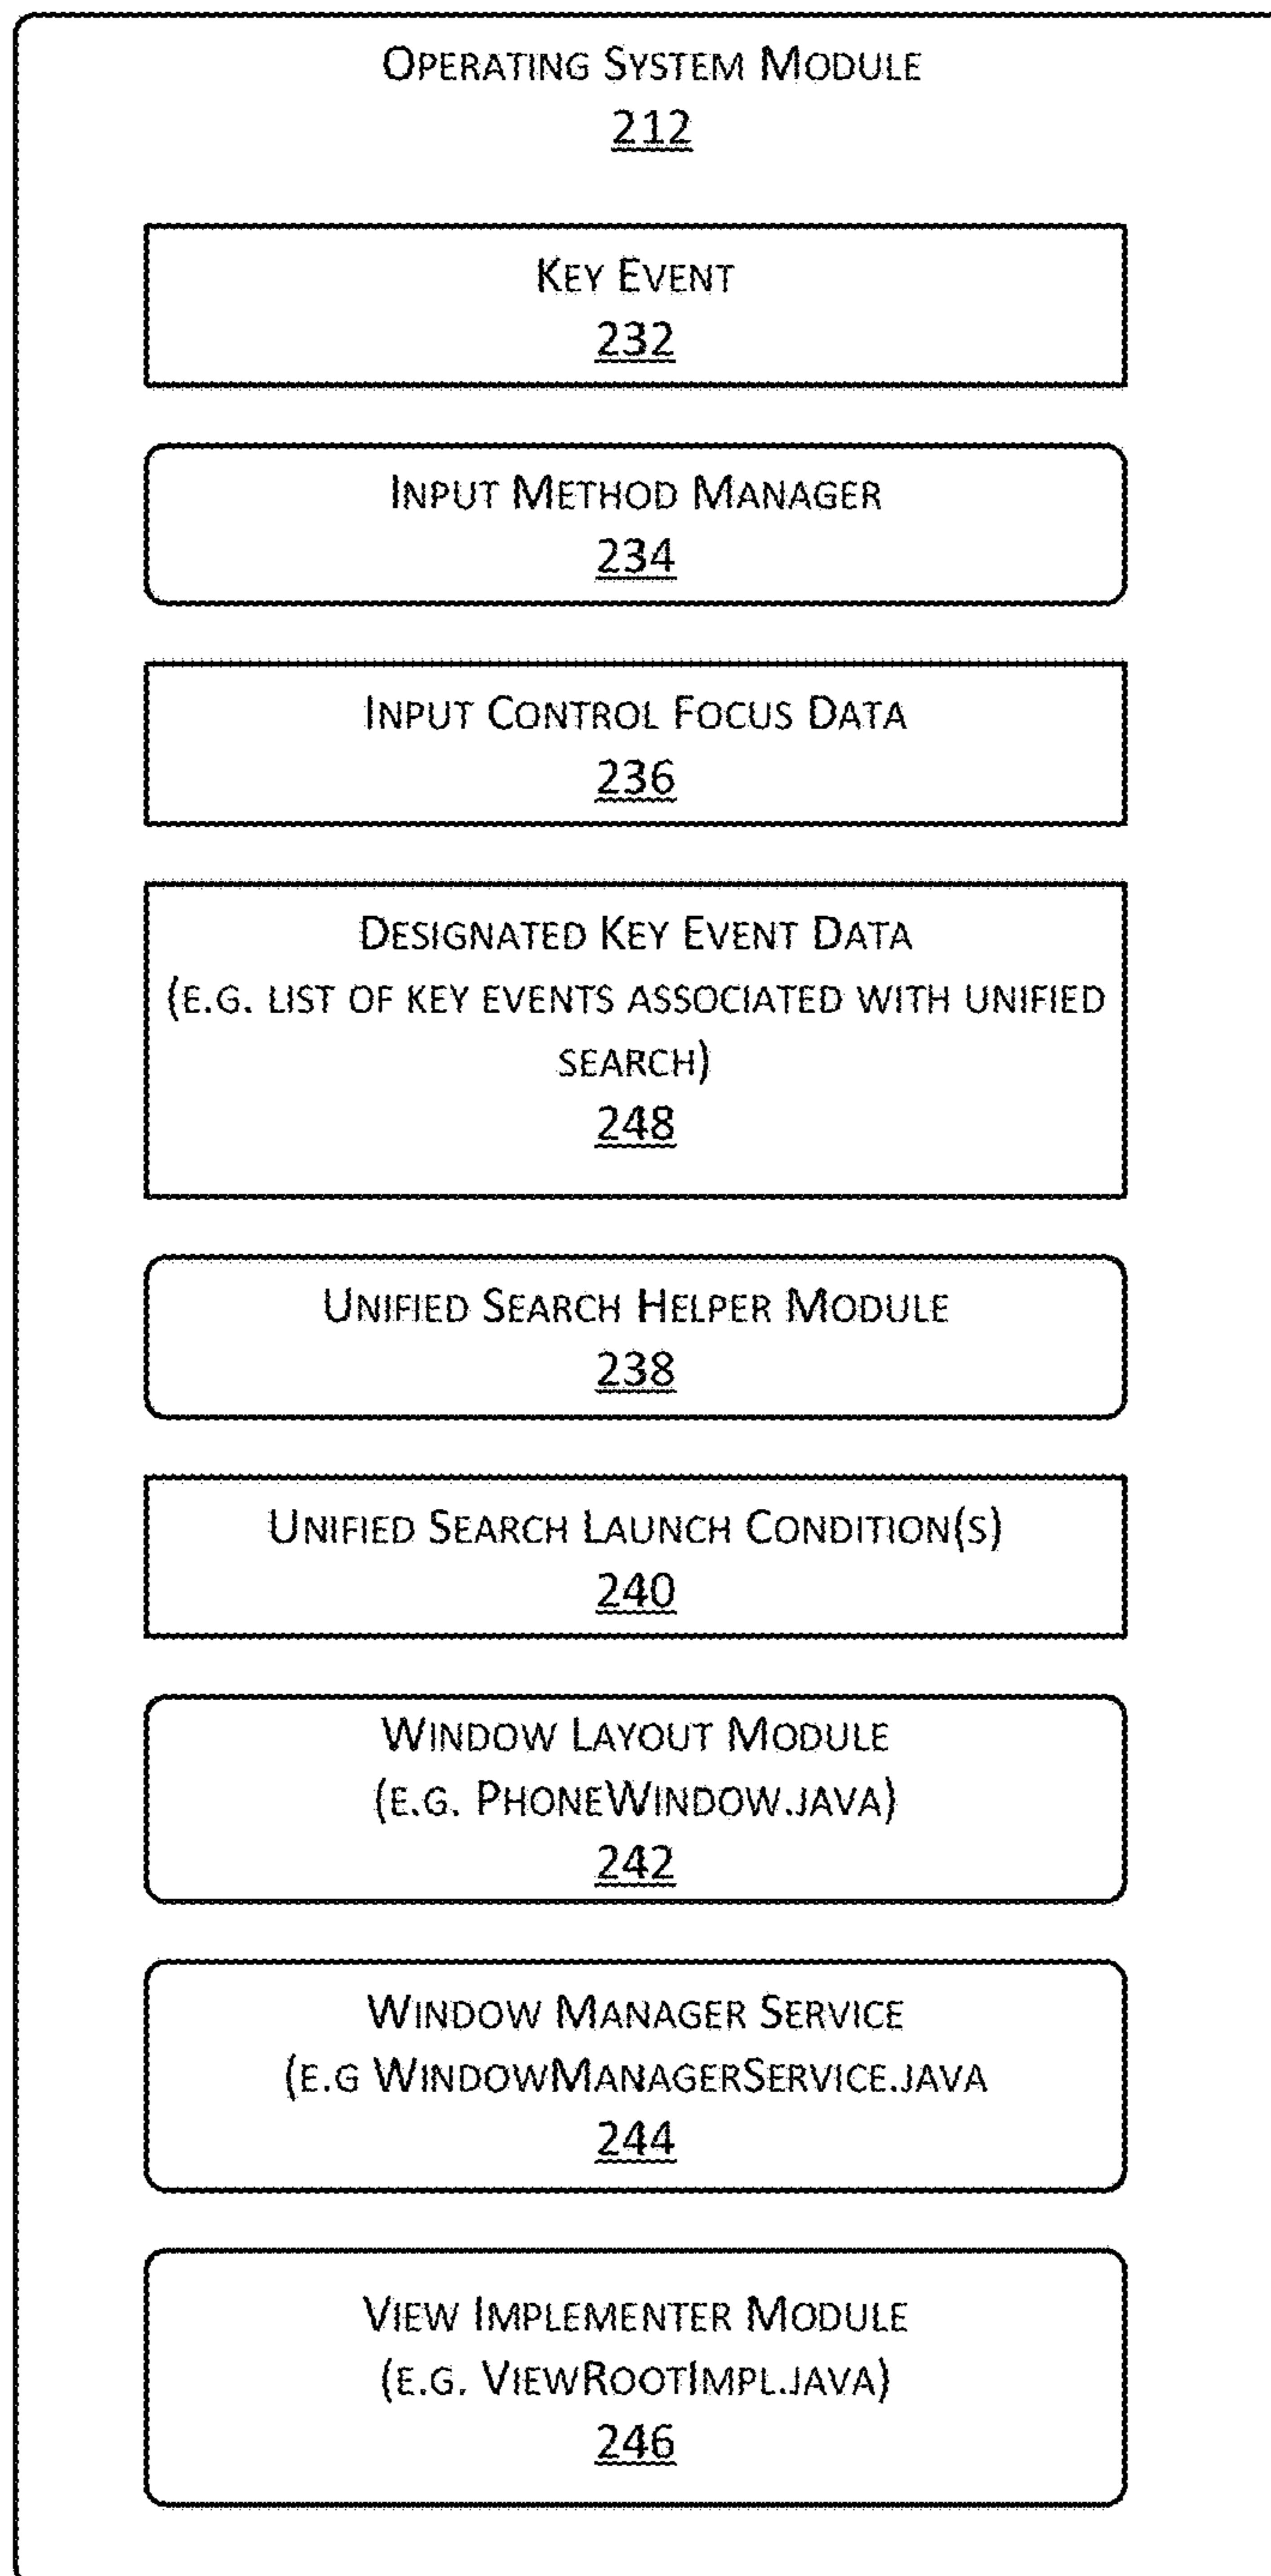 OPERATING SYSTEM MODULE
212
KEY EVENT
232
INPUT METHOD MANAGER
234
INPUT CONTROL FOCUS DATA
236
DESIGNATED KEY EVENT DATA
(E.G. LIST OF KEY EVENTS ASSOCIATED WITH UNIFIED
SEARCH)
248
UNIFIED SEARCH HELPER MODULE
238
UNIFIED SEARCH LAUNCH CONDITION(S)
240
WINDOW LAYOUT MODULE
(E.G. PHONEWINDOW.JAVA)
242
WINDOW MANAGER SERVICE
(E.G WINDOWMANAGERSERVICE.JAVA
244
VIEW IMPLEMENTER MODULE
(E.G. VIEWROOTIMPL.JAVA)
246